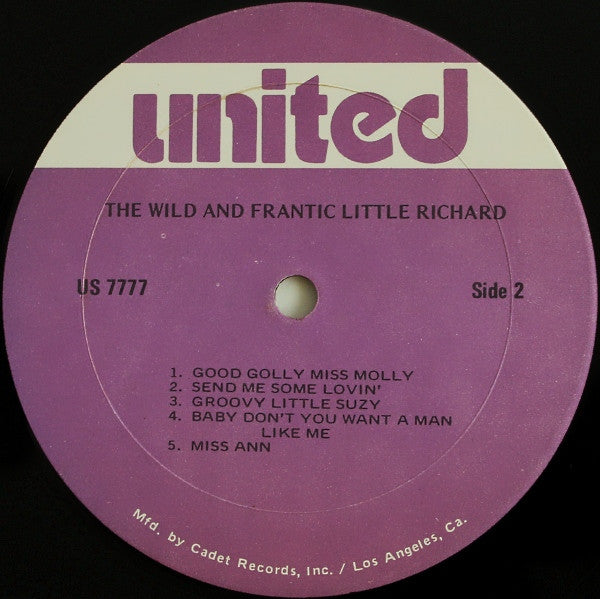 united
THE WILD AND FRANTIC LITTLE RICHARD
US 7777
Side 2
1. GOOD GOLLY MISS MOLLY
2. SEND ME SOME LOVIN'
3. GROOVY LITTLE SUZY
4. BABY DON'T YOU WANT A MAN
LIKE ME
5. MISS ANN
Mfd. by Cadet Records, Inc. / Los Angeles, Ca.